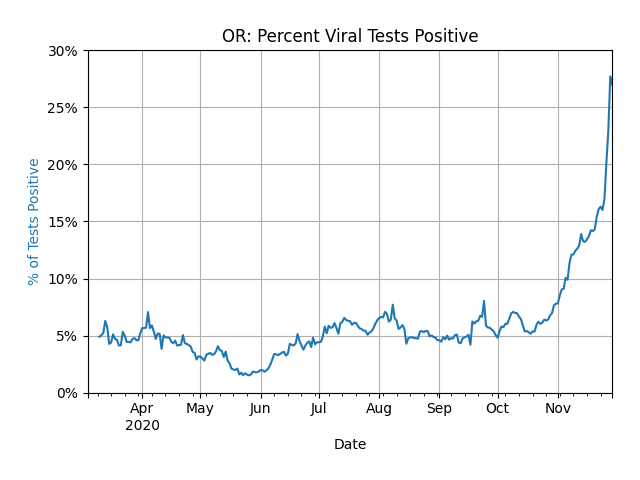 OR: Percent Viral Tests Positive
30%
25%
20%
15%
10%
5%
0%
% of Tests Positive
Apr May Jun Jul Aug Sep Oct Nov
2020
Date